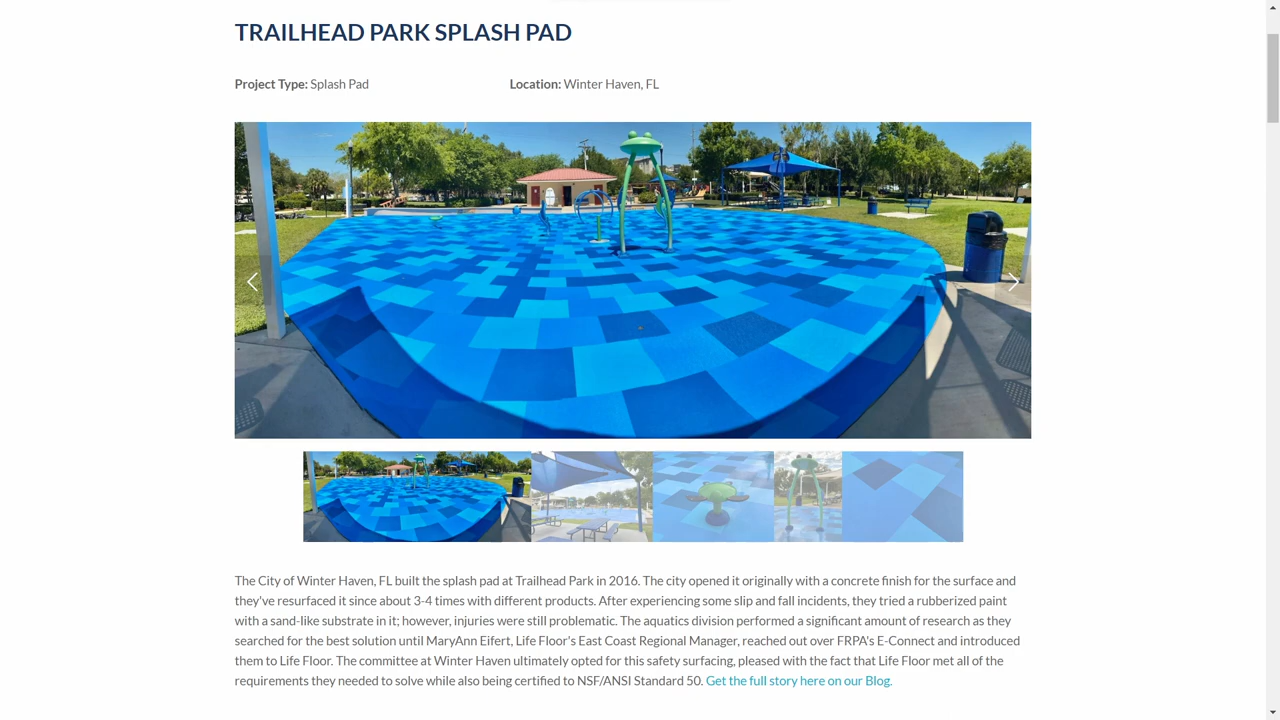 TRAILHEAD PARK SPLASH PAD
Project Type: Splash Pad
Location: Winter Haven, FL
The City of Winter Haven, FL built the splash pad at Trailhead Park in 2016. The city opened it originally with a concrete finish for the surface and
they've resurfaced it since about 3-4 times with different products. After experiencing some slip and fall incidents, they tried a rubberized paint
with a sand-like substrate in it; however, injuries were still problematic. The aquatics division performed a significant amount of research as they
searched for the best solution until MaryAnn Eifert, Life Floor's East Coast Regional Manager, reached out over FRPA's E-Connect and introduced
them to Life Floor. The committee at Winter Haven ultimately opted for this safety surfacing, pleased with the fact that Life Floor met all of the
requirements they needed to solve while also being certified to NSF/ANSI Standard 50. Get the full story here on our Blog.